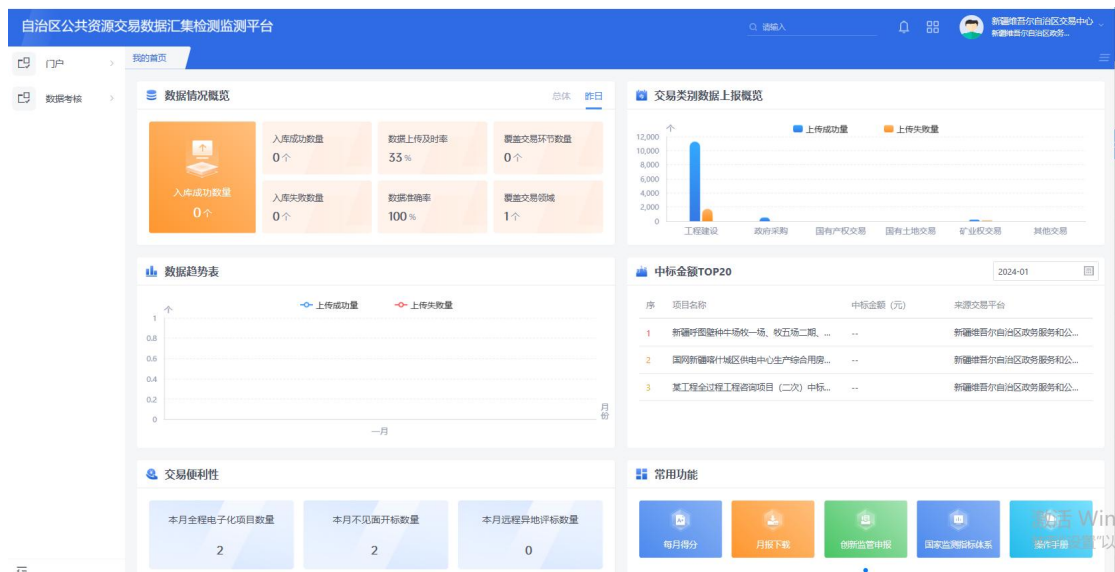 自治区公共资源交易数据汇集检测监测平台
请输入
新疆维吾尔自治区交易中心
新疆维吾尔自治区政务...
门户
我的首页
数据考核
数据情况概览
总体 昨日
入库成功数量
0个
入库成功数量
0个
数据上传及时率
33%
覆盖交易环节数量
0个
入库失败数量
0个
数据准确率
100%
覆盖交易领域
1个
交易类别数据上报概览
个
上传成功量 上传失败量
12,000
10,000
8,000
6,000
4,000
2,000
0
工程建设 政府采购 国有产权交易 国有土地交易 矿业权交易 其他交易
数据趋势表
个
上传成功量 上传失败量
1
0.8
0.6
0.4
0.2
0
一月
月份
中标金额TOP20
2024-01
序 项目名称 中标金额（元） 来源交易平台
1 新疆呼图壁种牛场牧一场、牧五场二期、... -- 新疆维吾尔自治区政务服务和公...
2 国网新疆喀什城区供电中心生产综合用房... -- 新疆维吾尔自治区政务服务和公...
3 某工程全过程工程咨询项目（二次）中标... -- 新疆维吾尔自治区政务服务和公...
交易便利性
本月全程电子化项目数量
2
本月不见面开标数量
2
本月远程异地评标数量
0
常用功能
每月得分
月报下载
创新监管申报
国家监测指标体系
操作手册
激活 Win
设置"以